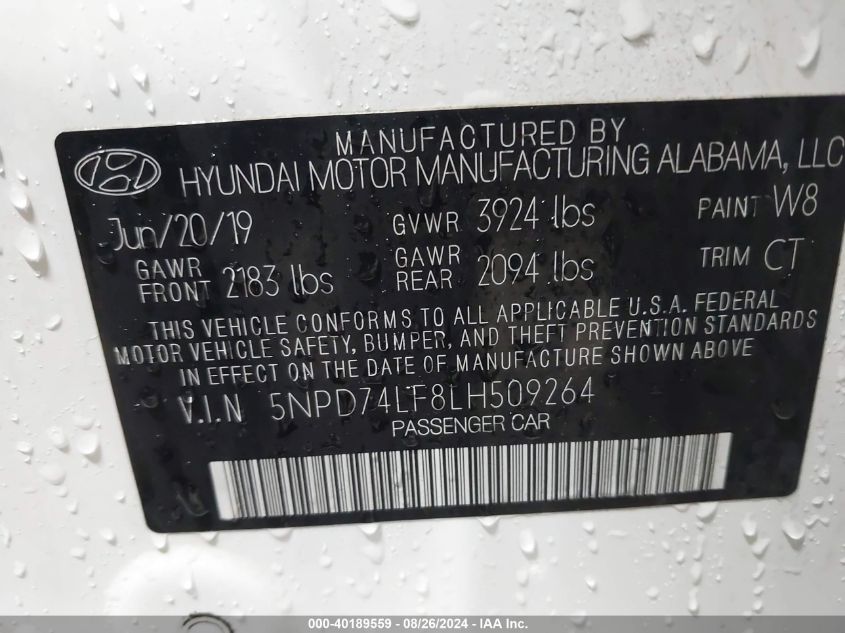 MANUFACTURED BY
HYUNDAI MOTOR MANUFACTURING ALABAMA, LLC
Jun/20/19 GVWR 3924 lbs PAINT W8
GAWR FRONT 2183 lbs GAWR REAR 2094 lbs TRIM CT
THIS VEHICLE CONFORMS TO ALL APPLICABLE U.S.A. FEDERAL
MOTOR VEHICLE SAFETY, BUMPER, AND THEFT PREVENTION STANDARDS
IN EFFECT ON THE DATE OF MANUFACTURE SHOWN ABOVE
V.I.N 5NPD74LF8LH509264
PASSENGER CAR
000-40189559 - 08/26/2024 - IAA Inc.